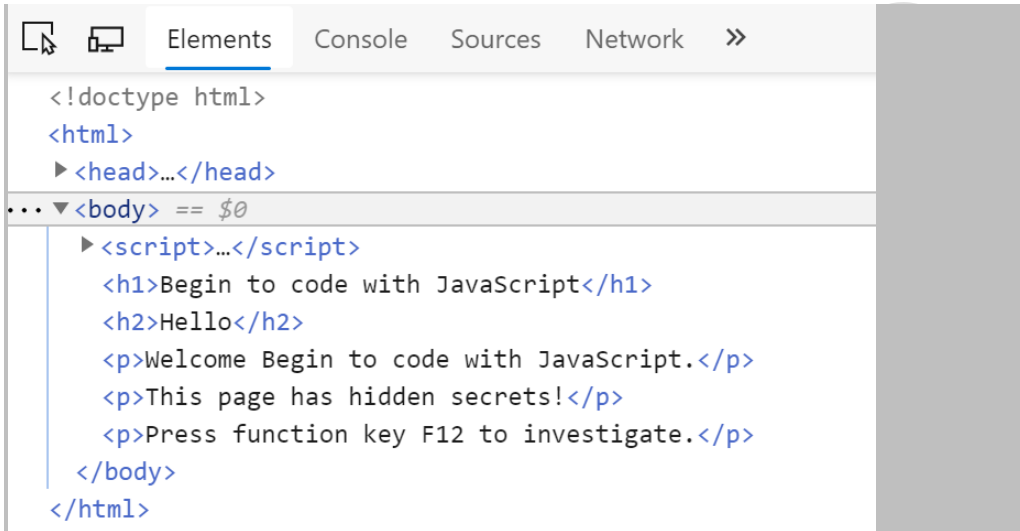 Elements Console Sources Network »
<!doctype html>
<html>
<head>…</head>
··· <body> == $0
<script>…</script>
<h1>Begin to code with JavaScript</h1>
<h2>Hello</h2>
<p>Welcome Begin to code with JavaScript.</p>
<p>This page has hidden secrets!</p>
<p>Press function key F12 to investigate.</p>
</body>
</html>